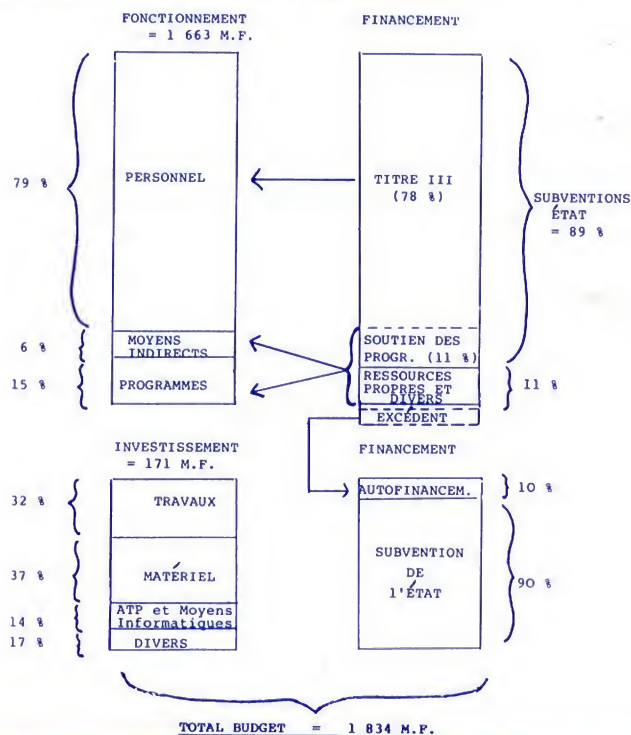 FONCTIONNEMENT
= 1 663 M.F.
FINANCEMENT
79 %
PERSONNEL
TITRE III
(78 %)
SUBVENTIONS
ÉTAT
= 89 %
6 %
MOYENS
INDIRECTS
SOUTIEN DES
PROGR. (11 %)
15 %
PROGRAMMES
RESSOURCES
PROPRES ET
DIVERS
11 %
EXCÉDENT
INVESTISSEMENT
= 171 M.F.
FINANCEMENT
32 %
TRAVAUX
AUTOFINANCEM.
10 %
37 %
MATÉRIEL
SUBVENTION
DE
l'ÉTAT
90 %
14 %
ATP et Moyens
Informatiques
17 %
DIVERS
TOTAL BUDGET = 1 834 M.F.